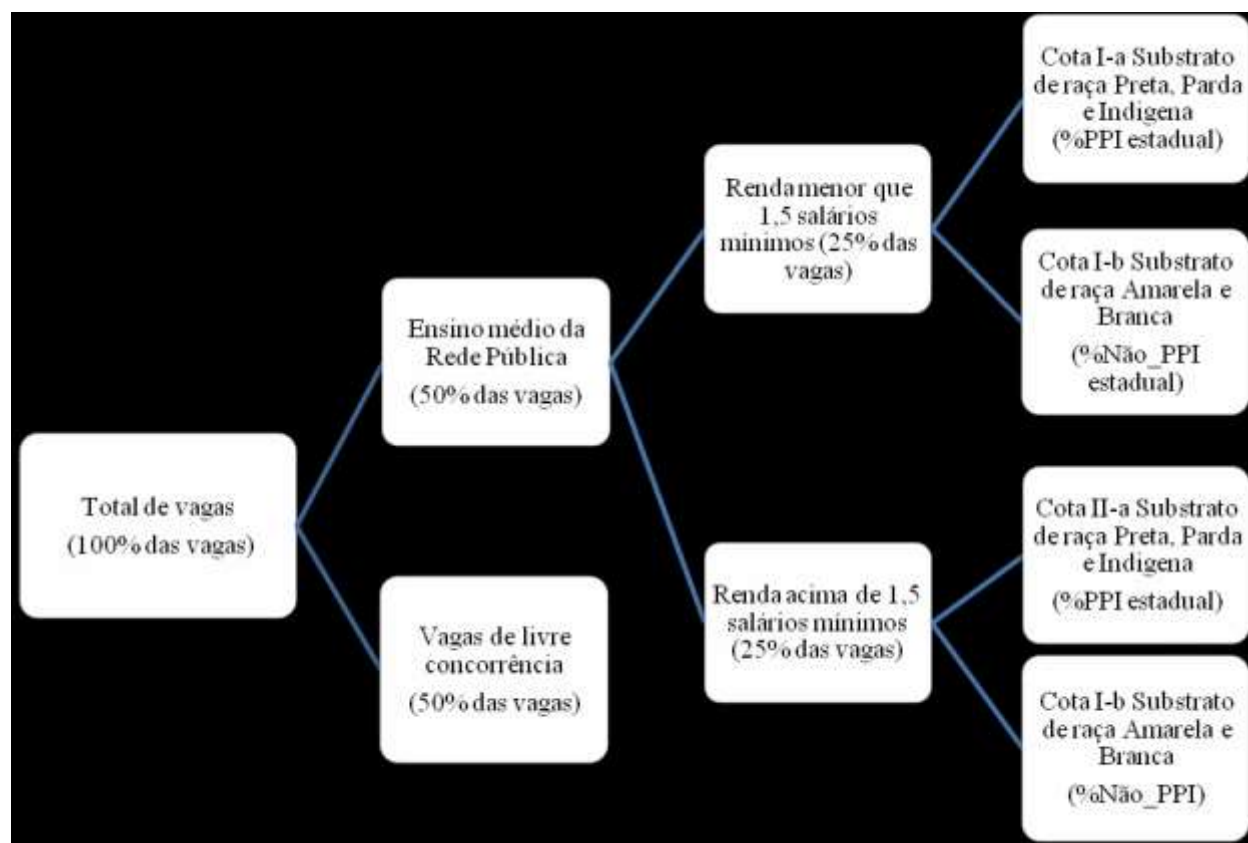 Total de vagas
(100% das vagas)
Ensino médio da
Rede Pública
(50% das vagas)
Vagas de livre
concorrência
(50% das vagas)
Renda menor que
1,5 salários
mínimos (25% das
vagas)
Renda acima de 1,5
salários mínimos
(25% das vagas)
Cota I-a Substrato
de raça Preta, Parda
e Indigena
(%PPI estadual)
Cota I-b Substrato
de raça Amarela e
Branca
(%Não_PPI
estadual)
Cota II-a Substrato
de raça Preta, Parda
e Indigena
(%PPI estadual)
Cota I-b Substrato
de raça Amarela e
Branca
(%Não_PPI)